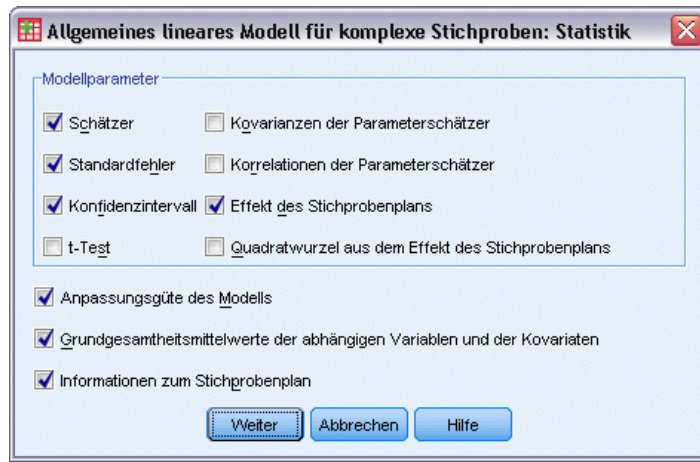 Allgemeines lineares Modell für komplexe Stichproben: Statistik
Modellparameter
Schätzer
Kovarianzen der Parameterschätzer
Standardfehler
Korrelationen der Parameterschätzer
Konfidenzintervall
Effekt des Stichprobenplans
t-Test
Quadratwurzel aus dem Effekt des Stichprobenplans
Anpassungsgüte des Modells
Grundgesamtheitsmittelwerte der abhängigen Variablen und der Kovariaten
Informationen zum Stichprobenplan
Weiter
Abbrechen
Hilfe